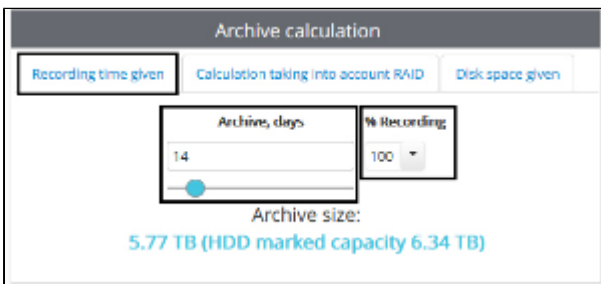 Archive calculation
Recording time given Calculation taking into account RAID Disk space given
Archive, days % Recording
14 100
Archive size:
5.77 TB (HDD marked capacity 6.34 TB)